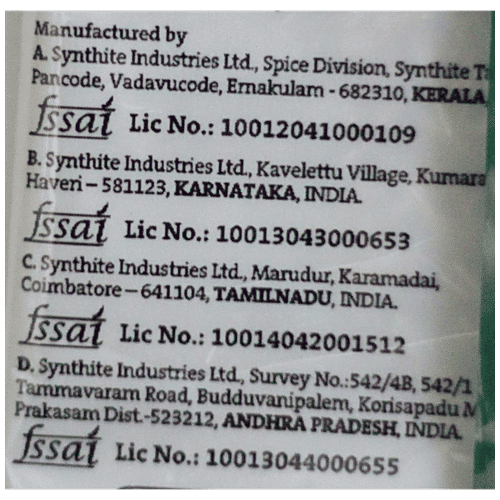 Manufactured by
A. Synthite Industries Ltd., Spice Division, Synthite
Pancode, Vadavucode, Ernakulam - 682310, KERALA
fssai Lic No.: 10012041000109
B. Synthite Industries Ltd., Kavelettu Village, Kumara
Haveri – 581123, KARNATAKA, INDIA.
fssai Lic No.: 10013043000653
C. Synthite Industries Ltd., Marudur, Karamadai,
Coimbatore – 641104, TAMILNADU, INDIA.
fssai Lic No.: 10014042001512
D. Synthite Industries Ltd., Survey No.:542/4B, 542/1
Tammavaram Road, Budduvanipalem, Korisapadu
Prakasam Dist.-523212, ANDHRA PRADESH, INDIA.
fssai Lic No.: 10013044000655